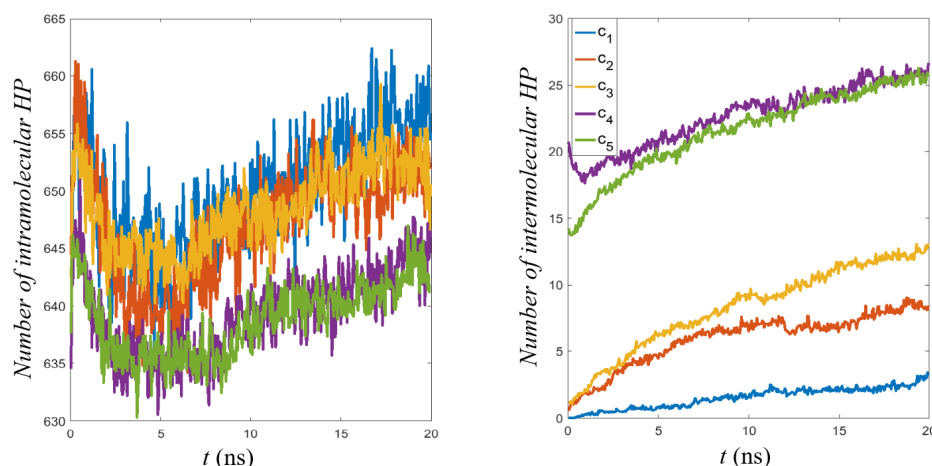 Number of intramolecular HP
665
660
655
650
645
640
635
630
0 5 10 15 20
t (ns)
Number of intermolecular HP
30
25
20
15
10
5
0
0 5 10 15 20
c1
c2
c3
c4
c5
t (ns)